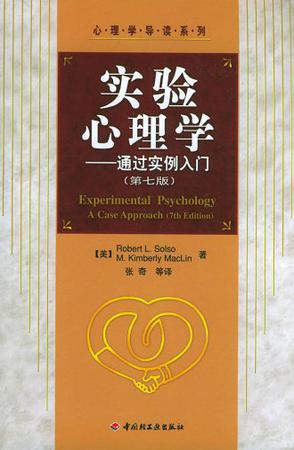 心·理·学·导·读·系·列
实验
心理学
——通过实例入门
(第七版)
Experimental Psychology
A Case Approach (7th Edition)
【美】Robert L. Solso
M. Kimberly MacLin 著
张奇 等译
中国轻工业出版社